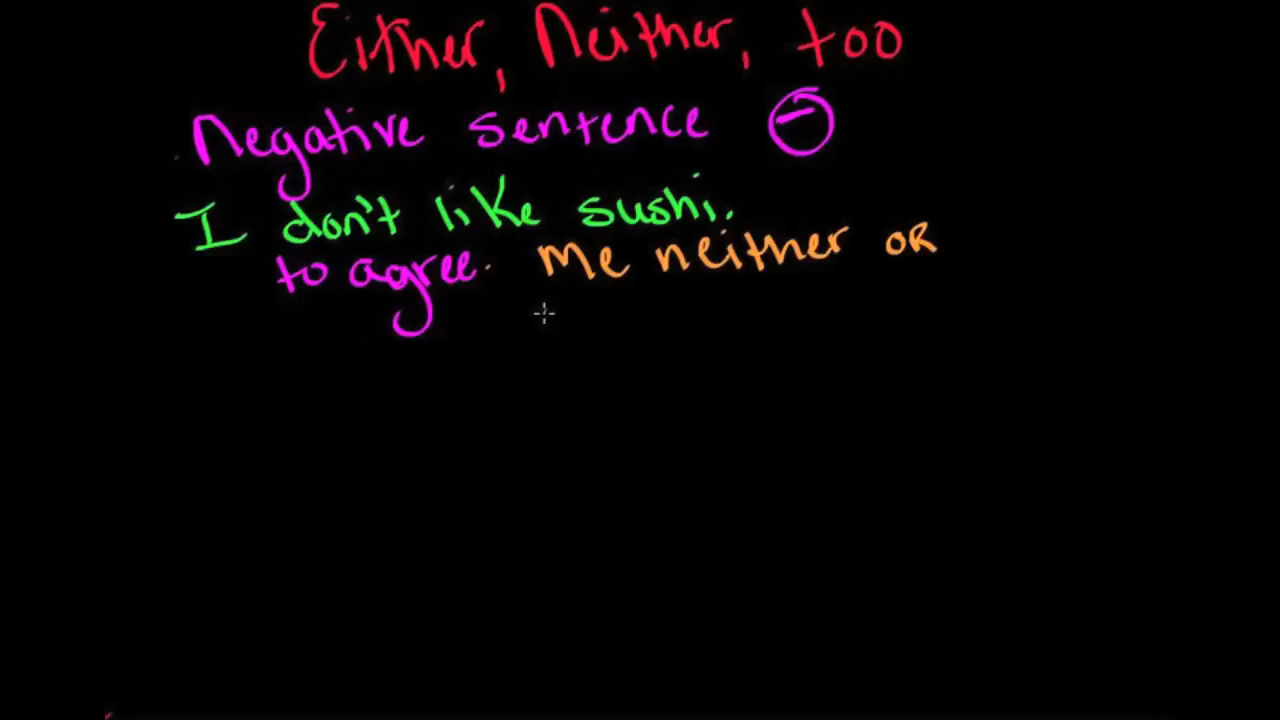 Either, Neither, too
Negative sentence
I don't like sushi.
to agree. Me neither OR